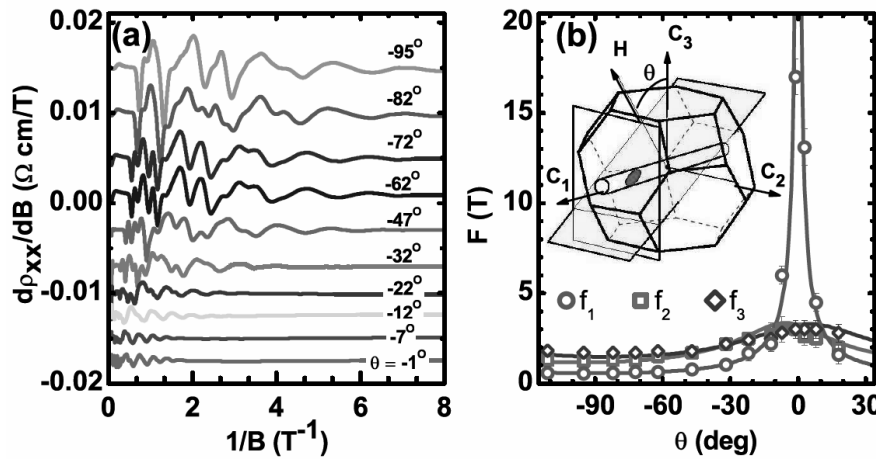 (a)
dρxx/dB (Ω cm/T)
0.02
0.01
0.00
-0.01
-0.02
-95°
-82°
-72°
-62°
-47°
-32°
-22°
-12°
-7°
θ = -1°
0 2 4 6 8
1/B (T⁻¹)
(b)
F (T)
20
15
10
5
0
H
θ
C₃
C₁
C₂
f₁ f₂ f₃
-90 -60 -30 0 30
θ (deg)